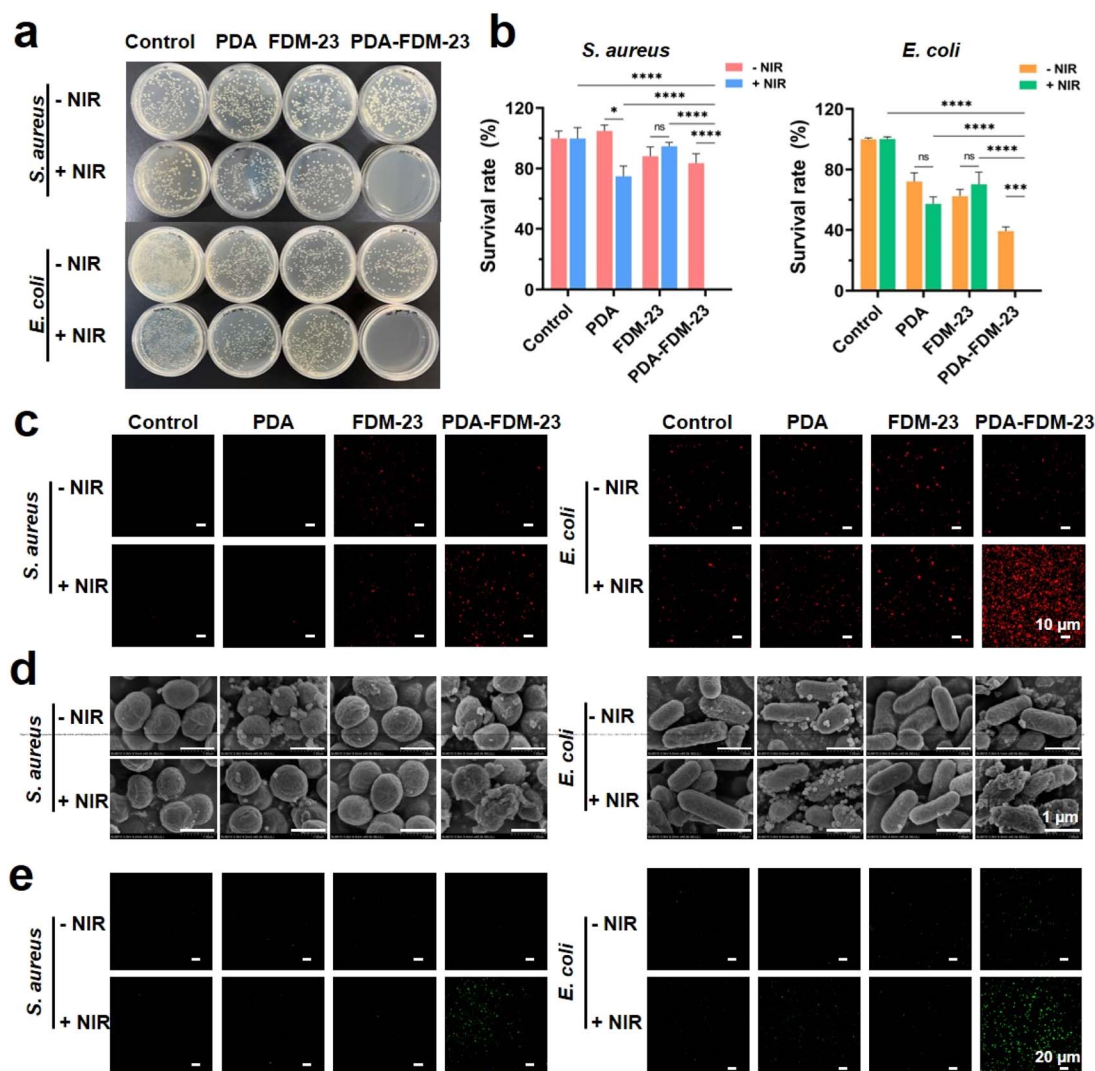 a
Control PDA FDM-23 PDA-FDM-23
S. aureus
- NIR
+ NIR
E. coli
- NIR
+ NIR
b
S. aureus
- NIR
+ NIR
****
****
****
****
*
ns
Survival rate (%)
120
80
40
0
Control
PDA
FDM-23
PDA-FDM-23
E. coli
- NIR
+ NIR
****
****
****
***
ns
ns
Survival rate (%)
120
80
40
0
Control
PDA
FDM-23
PDA-FDM-23
c
Control PDA FDM-23 PDA-FDM-23
S. aureus
- NIR
+ NIR
Control PDA FDM-23 PDA-FDM-23
E. coli
- NIR
+ NIR
10 µm
d
S. aureus
- NIR
+ NIR
E. coli
- NIR
+ NIR
1 µm
e
S. aureus
- NIR
+ NIR
E. coli
- NIR
+ NIR
20 µm